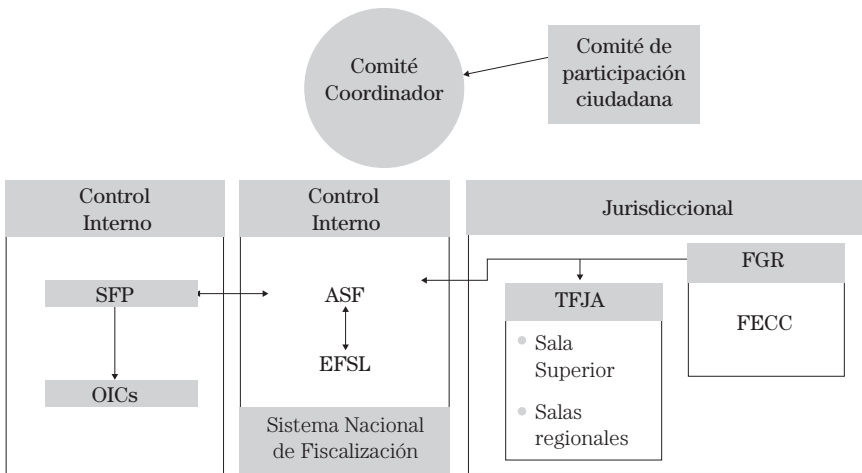 Comité
Coordinador
Comité de
participación
ciudadana
Control
Interno
SFP
OICs
Control
Interno
ASF
EFSL
Sistema Nacional
de Fiscalización
Jurisdiccional
TFJA
Sala
Superior
Salas
regionales
FGR
FECC